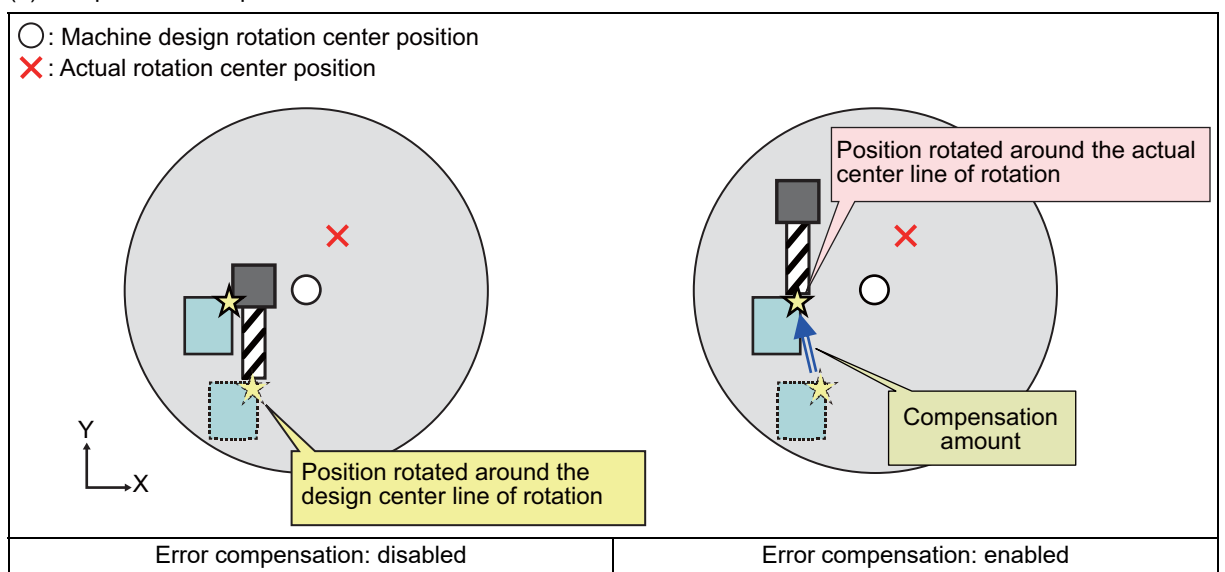 : Machine design rotation center position
: Actual rotation center position
Position rotated around the actual
center line of rotation
Compensation
amount
Y
X
Position rotated around the
design center line of rotation
Error compensation: disabled
Error compensation: enabled